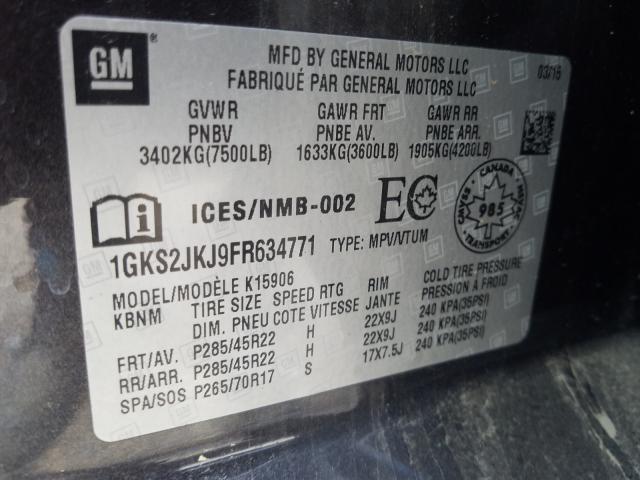 GM
MFD BY GENERAL MOTORS LLC
FABRIQUÉ PAR GENERAL MOTORS LLC
03/15
GVWR GAWR FRT GAWR RR
PNBV PNBE AV. PNBE ARR.
3402KG(7500LB) 1633KG(3600LB) 1905KG(4200LB)
ICES/NMB-002 EC
CANADA
985
1GKS2JKJ9FR634771 TYPE: MPV/VTUM
MODEL/MODÈLE K15906
KBNM TIRE SIZE SPEED RTG RIM COLD TIRE PRESSURE
DIM. PNEU COTE VITESSE JANTE PRESSION À FROID
FRT/AV. P285/45R22 H 22X9J 240 KPA(35PSI)
RR/ARR. P285/45R22 H 22X9J 240 KPA(35PSI)
SPA/SOS P265/70R17 S 17X7.5J 240 KPA(35PSI)